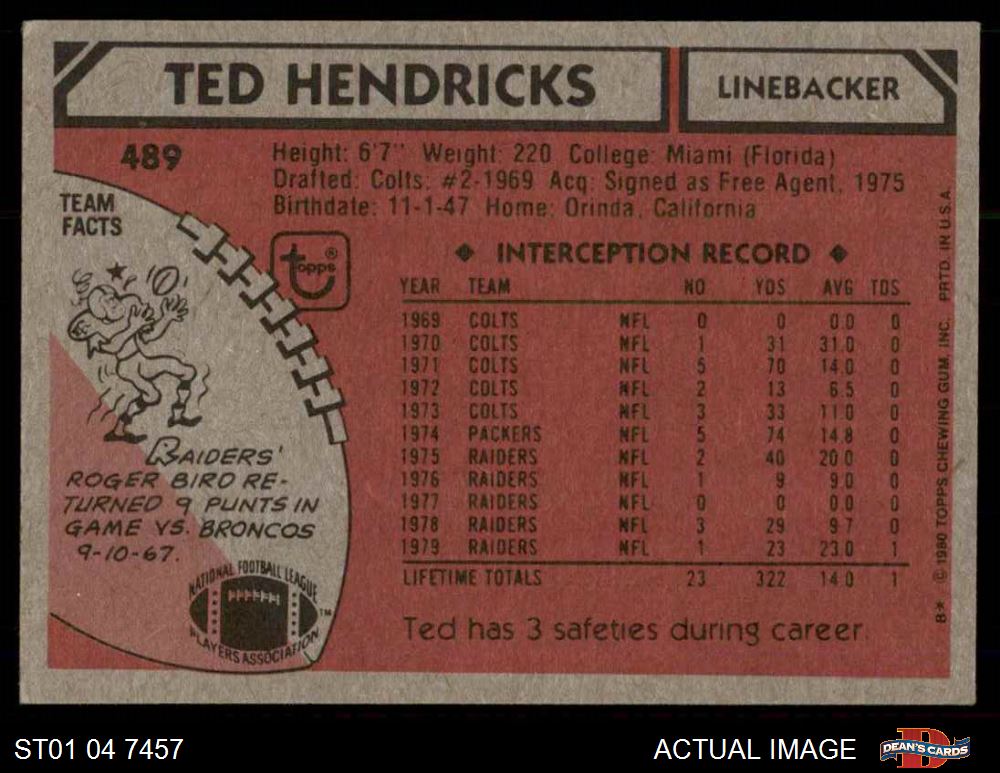 TED HENDRICKS
LINEBACKER
489
Height: 6'7" Weight: 220 College: Miami (Florida)
Drafted: Colts: #2-1969 Acq: Signed as Free Agent, 1975
Birthdate: 11-1-47 Home: Orinda, California
TEAM
FACTS
topps®
◆ INTERCEPTION RECORD ◆
YEAR TEAM NO YDS AVG TDS
1969 COLTS NFL 0 0 0.0 0
1970 COLTS NFL 1 31 31.0 0
1971 COLTS NFL 5 70 14.0 0
1972 COLTS NFL 2 13 6.5 0
1973 COLTS NFL 3 33 11.0 0
1974 PACKERS NFL 5 74 14.8 0
1975 RAIDERS NFL 2 40 20.0 0
1976 RAIDERS NFL 1 9 9.0 0
1977 RAIDERS NFL 0 0 0.0 0
1978 RAIDERS NFL 3 29 9.7 0
1979 RAIDERS NFL 1 23 23.0 1
LIFETIME TOTALS 23 322 14.0 1
Ted has 3 safeties during career.
RAIDERS'
ROGER BIRD RE-
TURNED 9 PUNTS IN
GAME VS. BRONCOS
9-10-67.
NATIONAL FOOTBALL LEAGUE
PLAYERS ASSOCIATION
TM
8* © 1980 TOPPS CHEWING GUM, INC. PRTD. IN U.S.A.
ST01 04 7457
ACTUAL IMAGE
DEAN'S CARDS